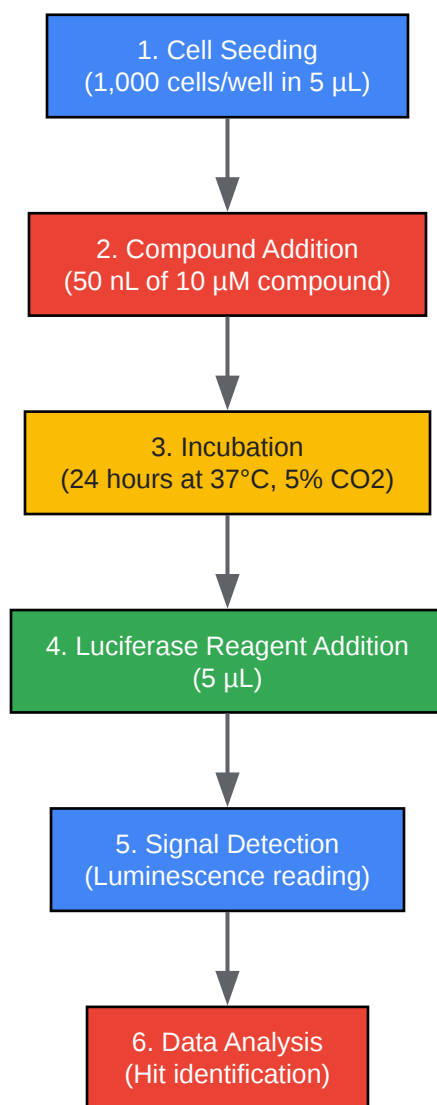 1. Cell Seeding
(1,000 cells/well in 5 µL)
2. Compound Addition
(50 nL of 10 µM compound)
3. Incubation
(24 hours at 37°C, 5% CO2)
4. Luciferase Reagent Addition
(5 µL)
5. Signal Detection
(Luminescence reading)
6. Data Analysis
(Hit identification)